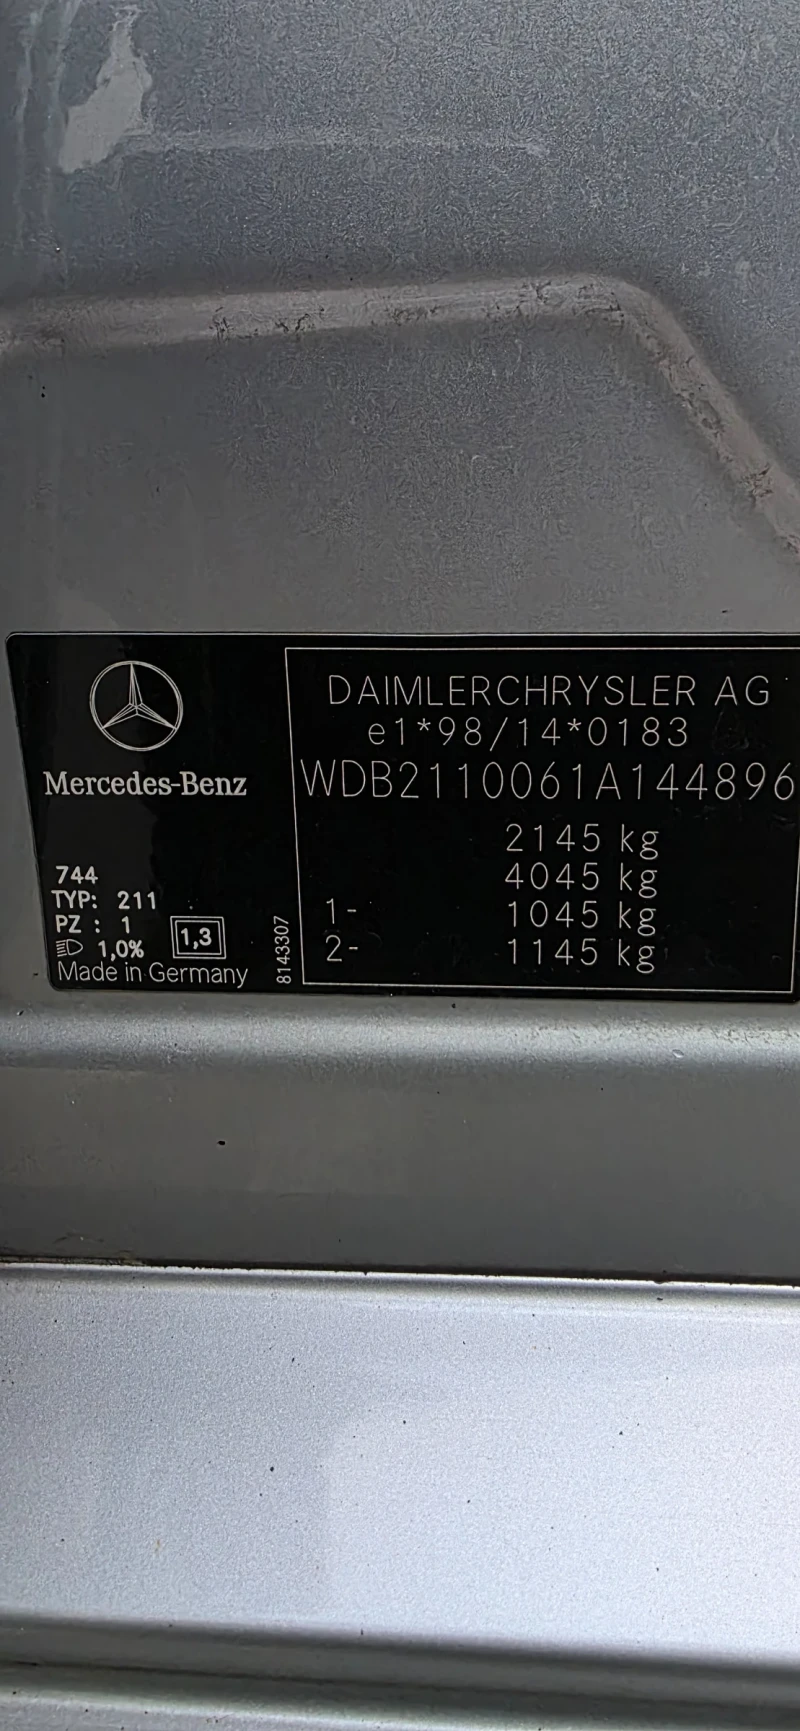 Mercedes-Benz
744
TYP: 211
PZ : 1
1,0%
1,3
Made in Germany
8143307
DAIMLERCHRYSLER AG
e1*98/14*0183
WDB2110061A144896
2145 kg
4045 kg
1- 1045 kg
2- 1145 kg